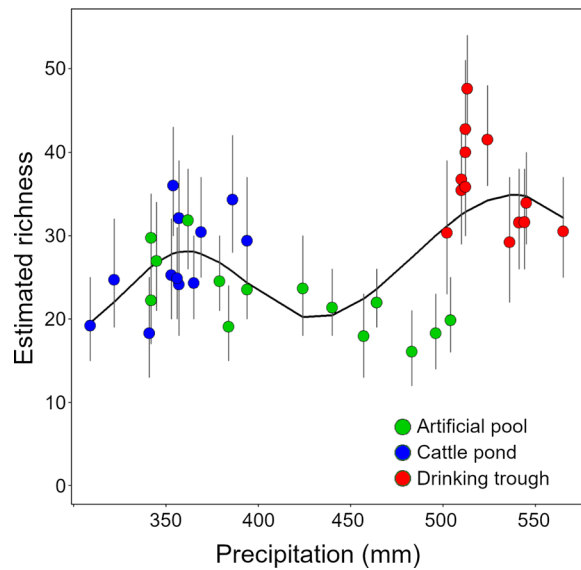 Estimated richness
50
40
30
20
10
0
Artificial pool
Cattle pond
Drinking trough
350
400
450
500
550
Precipitation (mm)